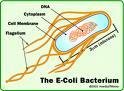 DNA
Cytoplasm
Cell Membrane
Flagellum
The E-Coli Bacterium